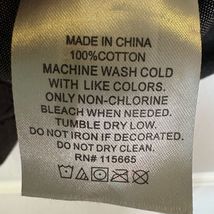 MADE IN CHINA
100%COTTON
MACHINE WASH COLD
WITH LIKE COLORS.
ONLY NON-CHLORINE
BLEACH WHEN NEEDED.
TUMBLE DRY LOW.
DO NOT IRON IF DECORATED.
DO NOT DRY CLEAN.
RN# 115665